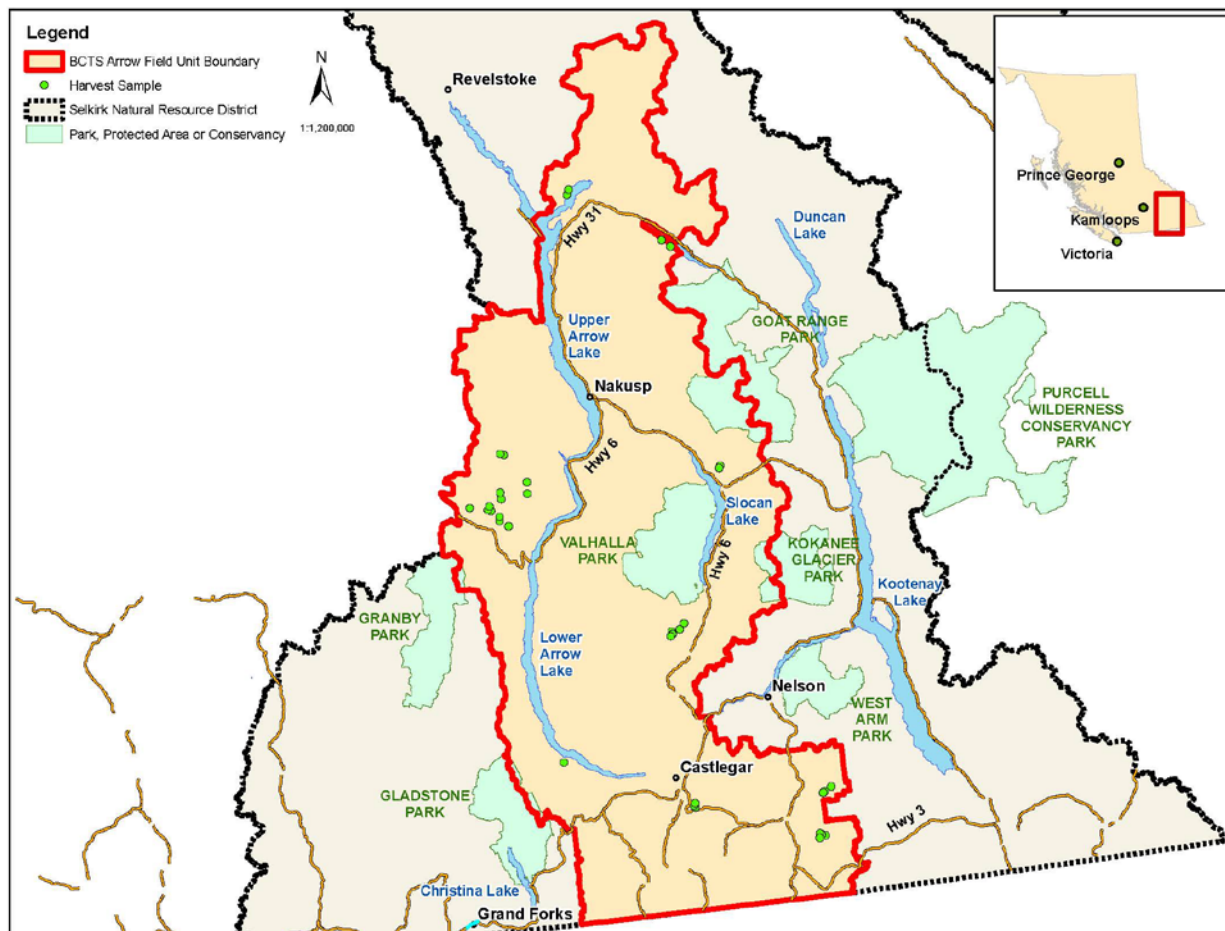 Legend
BCTS Arrow Field Unit Boundary
Harvest Sample
Selkirk Natural Resource District
Park, Protected Area or Conservancy
N
1:1,200,000
Revelstoke
Prince George
Kamloops
Victoria
Hwy 31
Duncan
Lake
Upper
Arrow
Lake
GOAT RANGE
PARK
Nakusp
PURCELL
WILDERNESS
CONSERVANCY
PARK
Hwy 6
Slocan
Lake
VALHALLA
PARK
Hwy 6
KOKANEE
GLACIER
PARK
Kootenay
Lake
GRANBY
PARK
Lower
Arrow
Lake
Nelson
WEST
ARM
PARK
Castlegar
GLADSTONE
PARK
Hwy 3
Christina Lake
Grand Forks